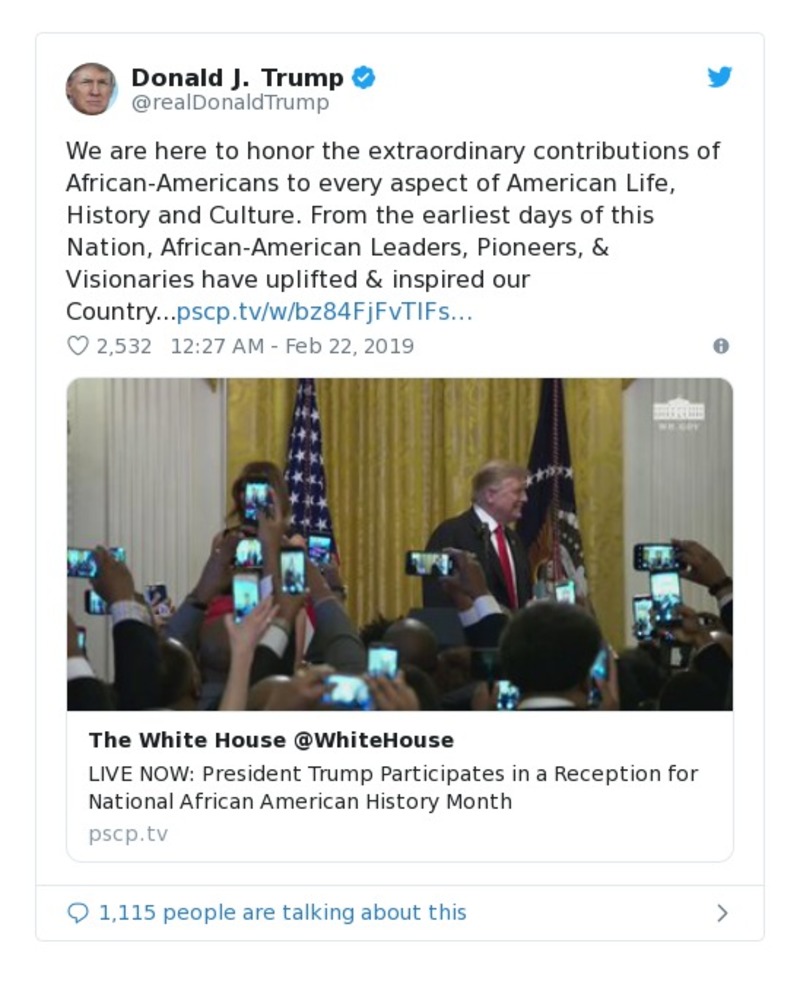 Donald J. Trump
@realDonaldTrump
We are here to honor the extraordinary contributions of
African-Americans to every aspect of American Life,
History and Culture. From the earliest days of this
Nation, African-American Leaders, Pioneers, &
Visionaries have uplifted & inspired our
Country...pscp.tv/w/bz84FjFvTlFs…
2,532 12:27 AM - Feb 22, 2019
WH.GOV
The White House @WhiteHouse
LIVE NOW: President Trump Participates in a Reception for
National African American History Month
pscp.tv
1,115 people are talking about this